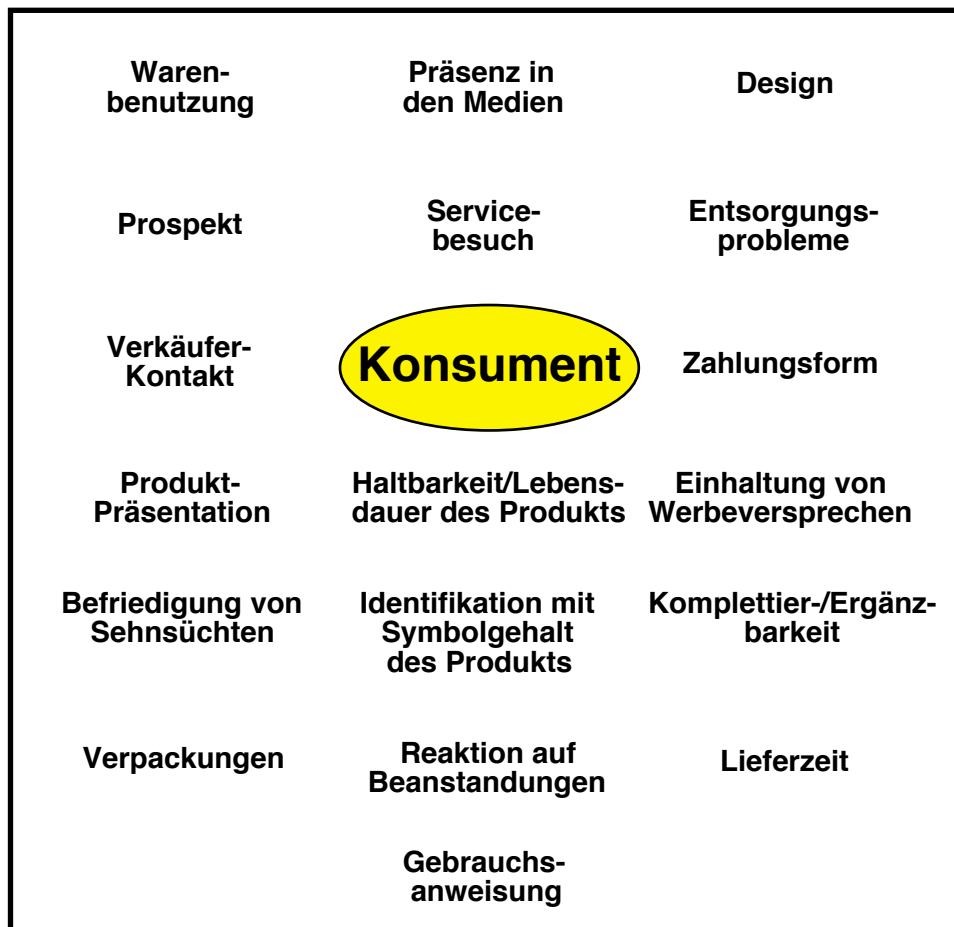 Waren-
benutzung
Präsenz in
den Medien
Design
Prospekt
Service-
besuch
Entsorgungs-
probleme
Verkäufer-
Kontakt
Konsument
Zahlungsform
Produkt-
Präsentation
Haltbarkeit/Lebens-
dauer des Produkts
Einhaltung von
Werbeversprechen
Befriedigung von
Sehnsüchten
Identifikation mit
Symbolgehalt
des Produkts
Komplettier-/Ergänz-
barkeit
Verpackungen
Reaktion auf
Beanstandungen
Lieferzeit
Gebrauchs-
anweisung